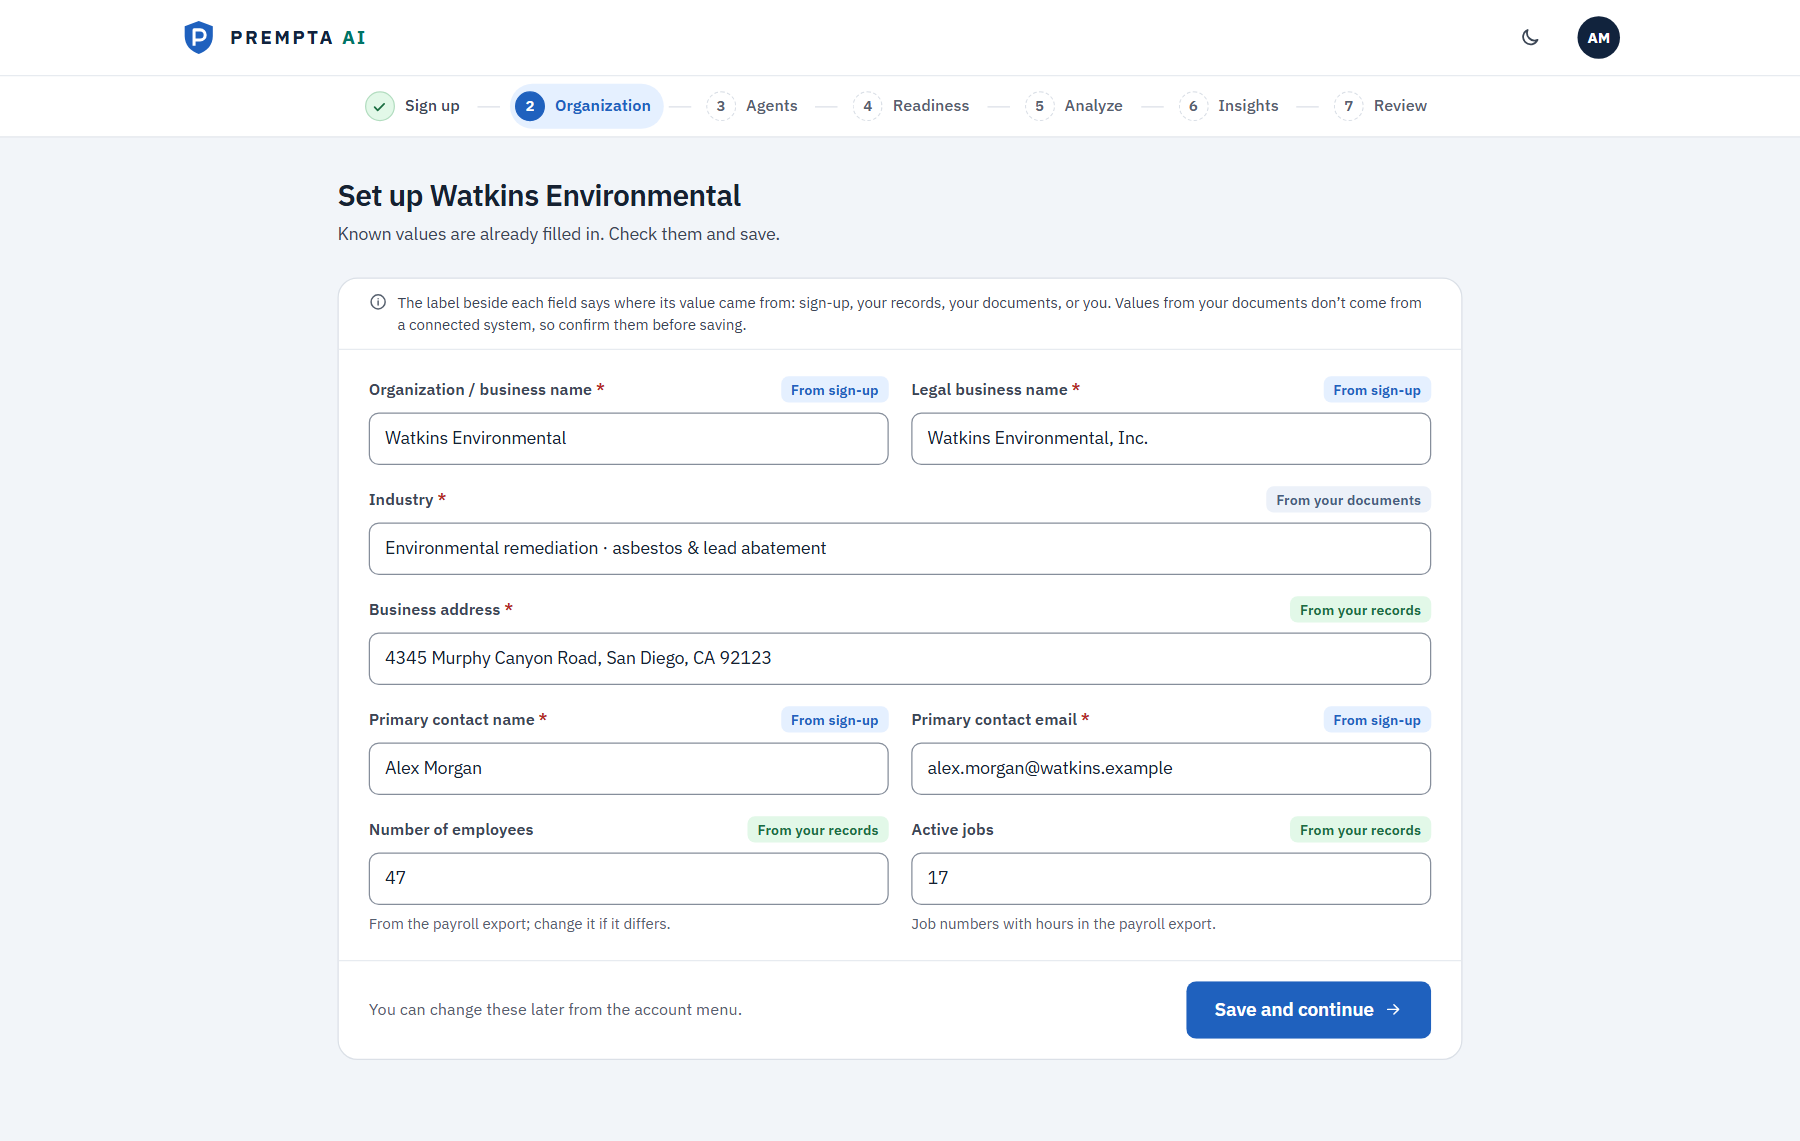 PREMPTA AI
AM
Sign up
2 Organization
3 Agents
4 Readiness
5 Analyze
6 Insights
7 Review
Set up Watkins Environmental
Known values are already filled in. Check them and save.
The label beside each field says where its value came from: sign-up, your records, your documents, or you. Values from your documents don’t come from
a connected system, so confirm them before saving.
Organization / business name * From sign-up
Watkins Environmental
Legal business name * From sign-up
Watkins Environmental, Inc.
Industry * From your documents
Environmental remediation · asbestos & lead abatement
Business address * From your records
4345 Murphy Canyon Road, San Diego, CA 92123
Primary contact name * From sign-up
Alex Morgan
Primary contact email * From sign-up
alex.morgan@watkins.example
Number of employees From your records
47
From the payroll export; change it if it differs.
Active jobs From your records
17
Job numbers with hours in the payroll export.
You can change these later from the account menu.
Save and continue →